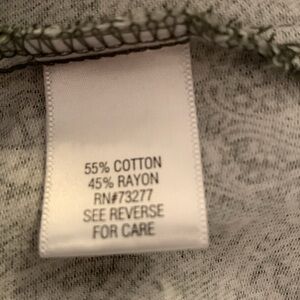 55% COTTON
45% RAYON
RN#73277
SEE REVERSE
FOR CARE